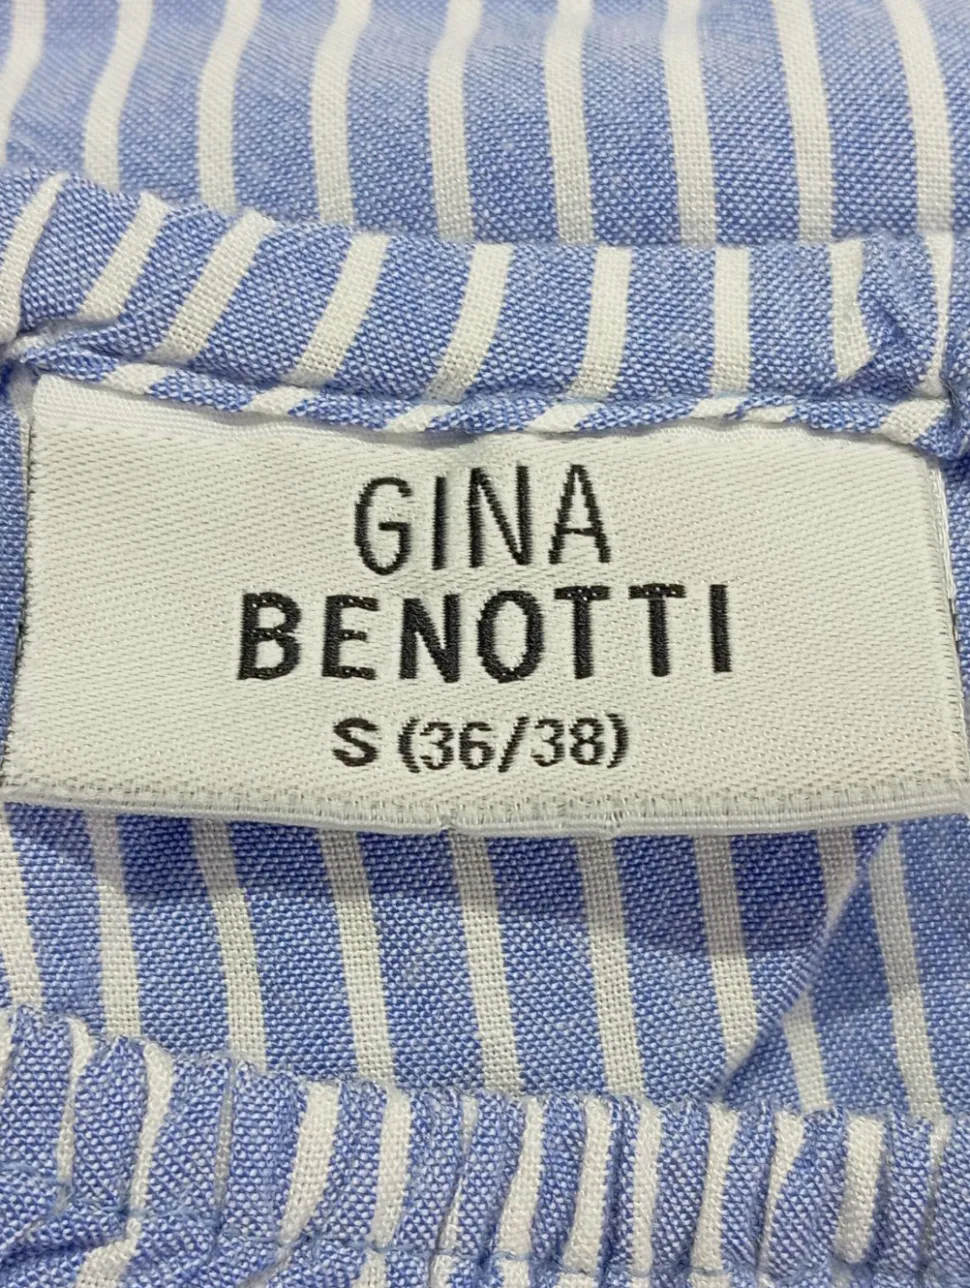 GINA
BENOTTI
S (36/38)